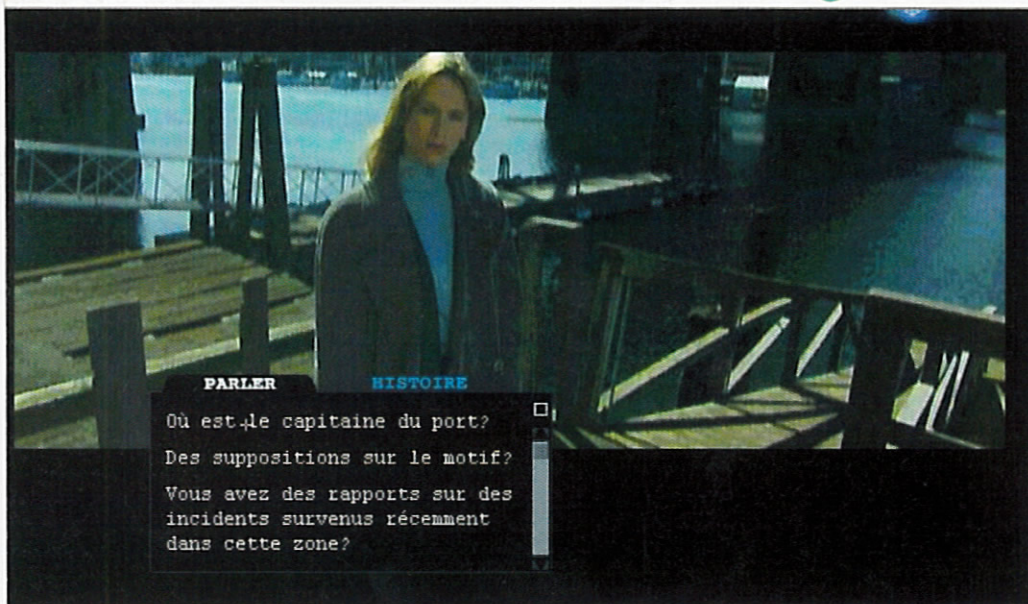 PARLER HISTOIRE
Où est le capitaine du port?
Des suppositions sur le motif?
Vous avez des rapports sur des
incidents survenus récemment
dans cette zone?